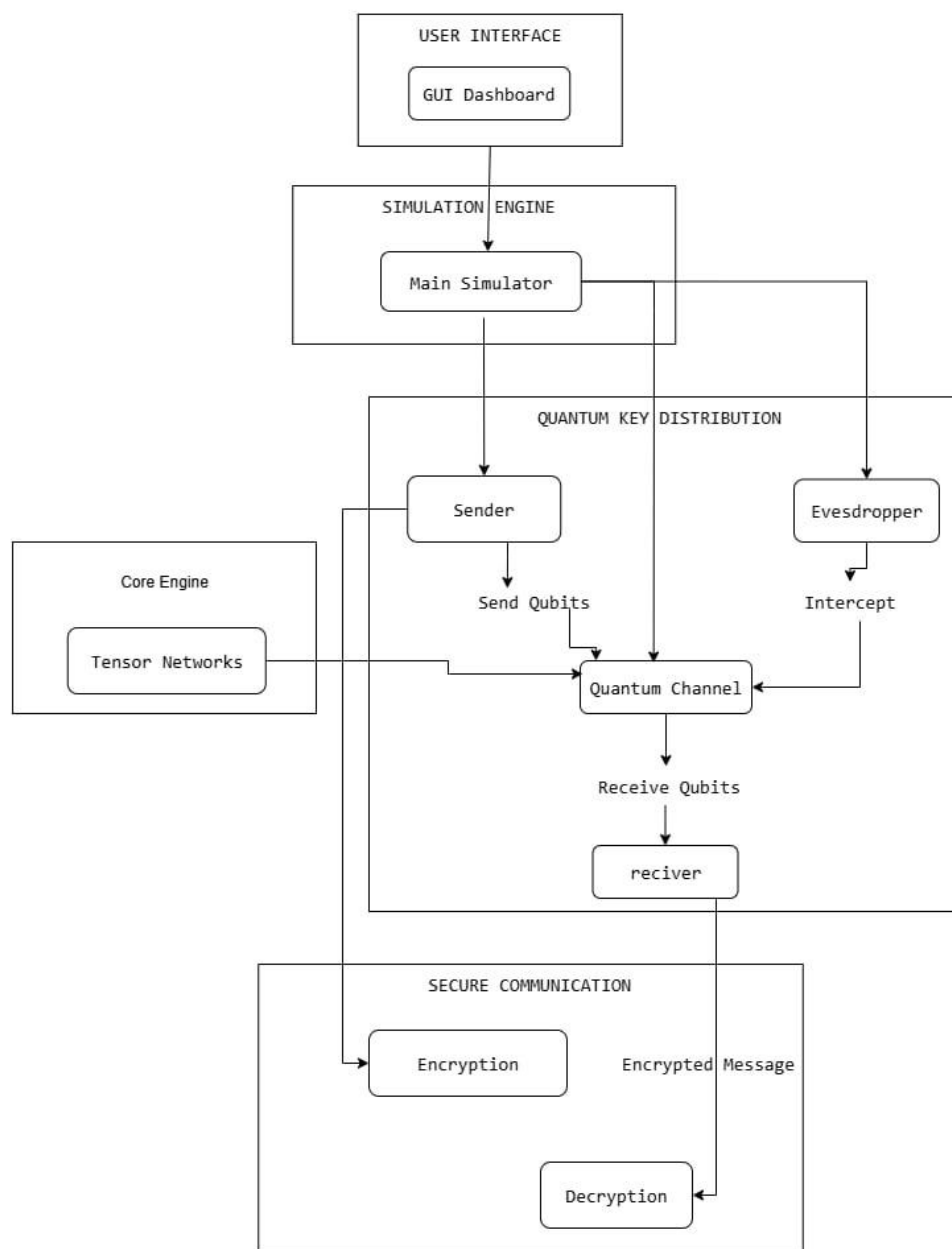 USER INTERFACE
GUI Dashboard
SIMULATION ENGINE
Main Simulator
QUANTUM KEY DISTRIBUTION
Sender
Evesdropper
Core Engine
Send Qubits
Intercept
Tensor Networks
Quantum Channel
Receive Qubits
reciver
SECURE COMMUNICATION
Encryption
Encrypted Message
Decryption